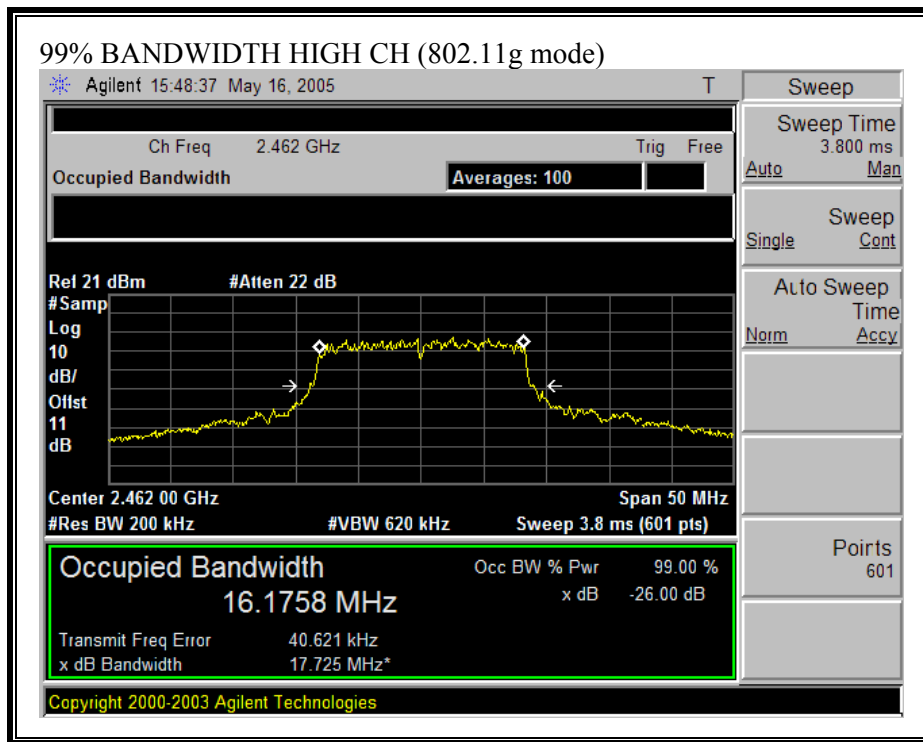 99% BANDWIDTH HIGH CH (802.11g mode)
Agilent 15:48:37 May 16, 2005 T
Ch Freq 2.462 GHz Trig Free
Occupied Bandwidth Averages: 100
Ref 21 dBm #Atten 22 dB
#Samp
Log
10
dB/
Offst
11
dB
Center 2.462 00 GHz Span 50 MHz
#Res BW 200 kHz #VBW 620 kHz Sweep 3.8 ms (601 pts)
Occupied Bandwidth Occ BW % Pwr 99.00 %
16.1758 MHz x dB -26.00 dB
Transmit Freq Error 40.621 kHz
x dB Bandwidth 17.725 MHz*
Copyright 2000-2003 Agilent Technologies
Sweep
Sweep Time
3.800 ms
Auto Man
Sweep
Single Cont
Auto Sweep
Time
Norm Accy
Points
601